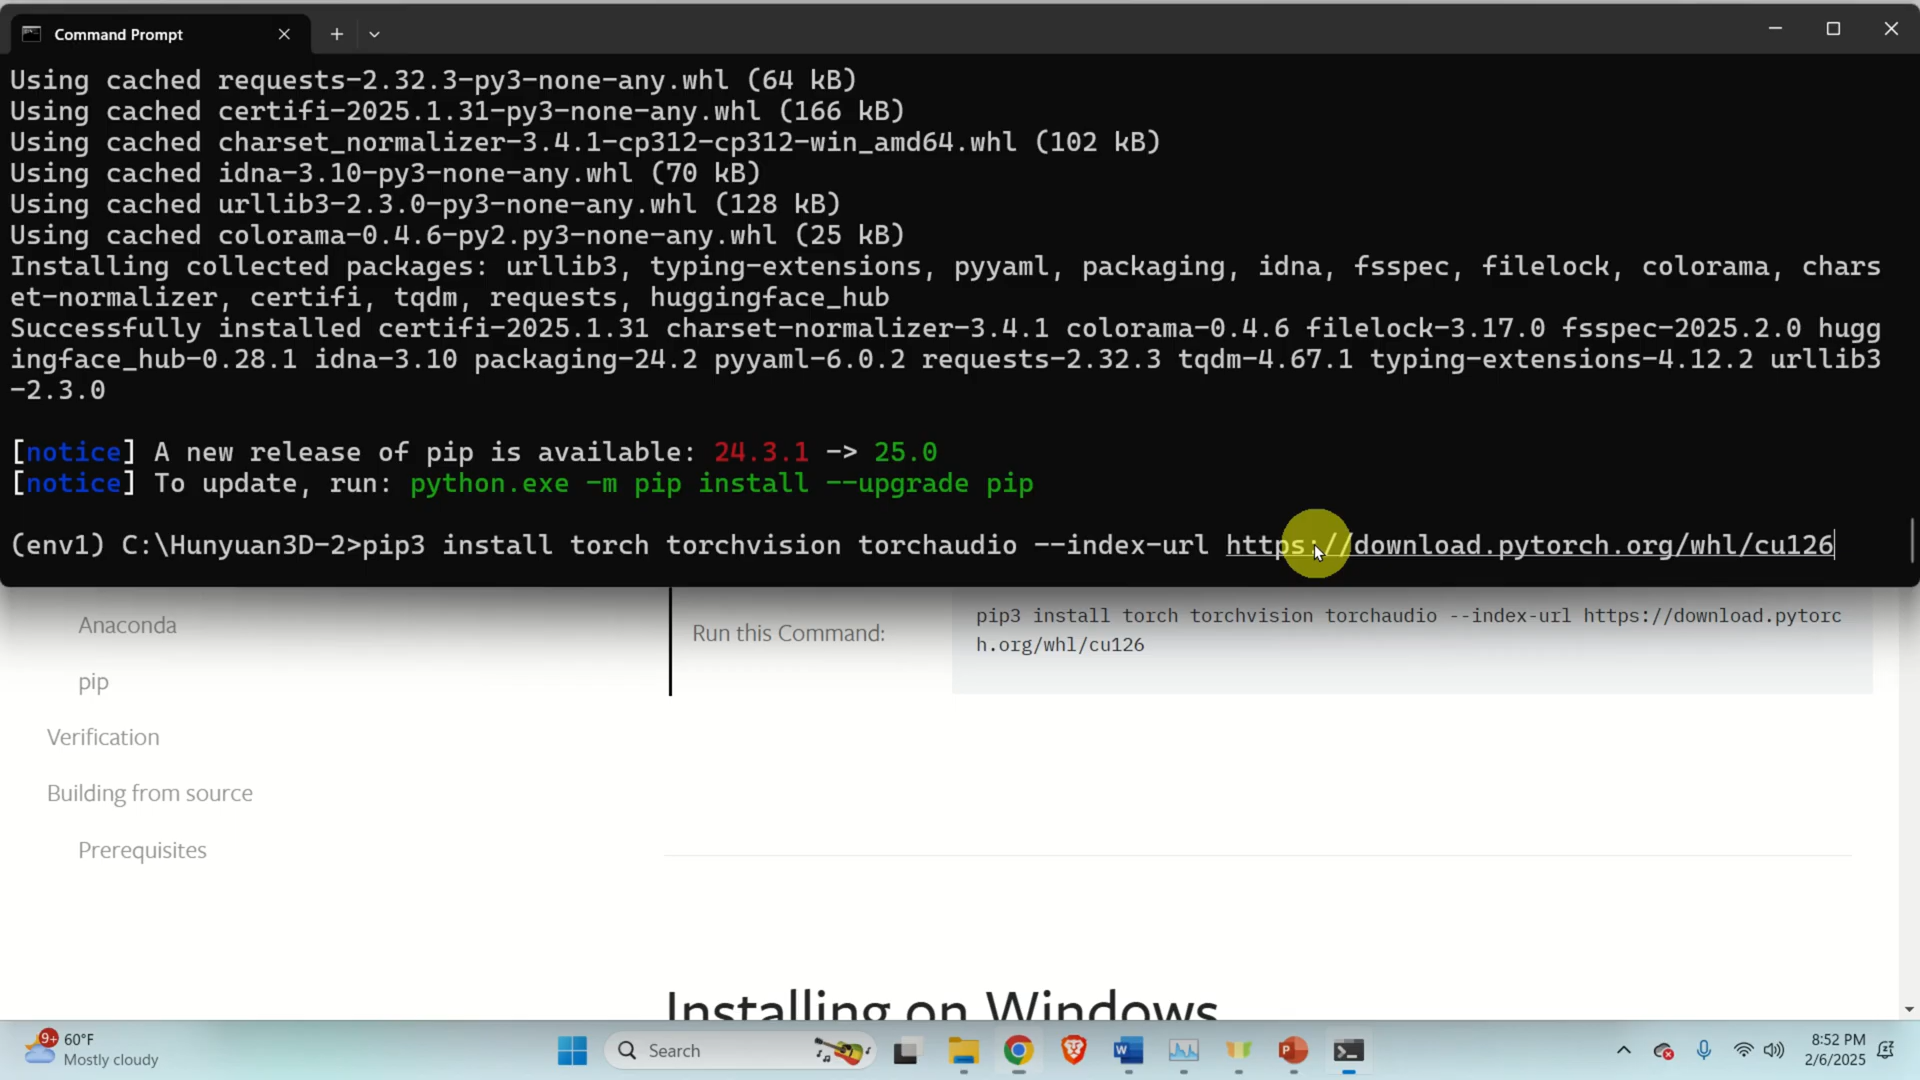 Command Prompt
Using cached requests-2.32.3-py3-none-any.whl (64 kB)
Using cached certifi-2025.1.31-py3-none-any.whl (166 kB)
Using cached charset_normalizer-3.4.1-cp312-cp312-win_amd64.whl (102 kB)
Using cached idna-3.10-py3-none-any.whl (70 kB)
Using cached urllib3-2.3.0-py3-none-any.whl (128 kB)
Using cached colorama-0.4.6-py2.py3-none-any.whl (25 kB)
Installing collected packages: urllib3, typing-extensions, pyyaml, packaging, idna, fsspec, filelock, colorama, chars
et-normalizer, certifi, tqdm, requests, huggingface_hub
Successfully installed certifi-2025.1.31 charset-normalizer-3.4.1 colorama-0.4.6 filelock-3.17.0 fsspec-2025.2.0 hugg
ingface_hub-0.28.1 idna-3.10 packaging-24.2 pyyaml-6.0.2 requests-2.32.3 tqdm-4.67.1 typing-extensions-4.12.2 urllib3
-2.3.0
[notice] A new release of pip is available: 24.3.1 -> 25.0
[notice] To update, run: python.exe -m pip install --upgrade pip
(env1) C:\Hunyuan3D-2>pip3 install torch torchvision torchaudio --index-url https://download.pytorch.org/whl/cu126
Anaconda
pip
Verification
Building from source
Prerequisites
Run this Command:
pip3 install torch torchvision torchaudio --index-url https://download.pytorc
h.org/whl/cu126
Installing on Windows
9+
60°F
Mostly cloudy
Search
8:52 PM
2/6/2025